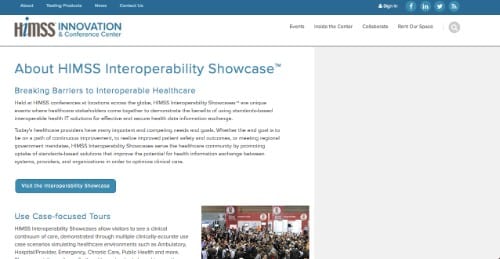 About Testing Products News Contact Us Sign In
HIMSS INNOVATION
& Conference Center
Events Inside the Center Collaborate Rent Our Space
About HIMSS Interoperability Showcase™
Breaking Barriers to Interoperable Healthcare
Held at HIMSS conferences at locations across the globe, HIMSS Interoperability Showcases™ are unique
events where healthcare stakeholders come together to demonstrate the benefits of using standards-based
interoperable health IT solutions for effective and secure health data information exchange.
Today's healthcare providers have many important and competing needs and goals. Whether the end goal is to
be on a path of continuous improvement, to realize improved patient safety and outcomes, or meeting regional
government mandates, HIMSS Interoperability Showcases serve the healthcare community by promoting
uptake of standards-based solutions that improve the potential for health information exchange between
systems, providers, and organizations in order to optimize clinical care.
Visit the Interoperability Showcase
Use Case-focused Tours
HIMSS Interoperability Showcases allow visitors to see a clinical
continuum of care, demonstrated through multiple clinically accurate use
case scenarios simulating healthcare environments such as Ambulatory,
Hospital/Provider, Emergency, Chronic Care, Public Health and more.